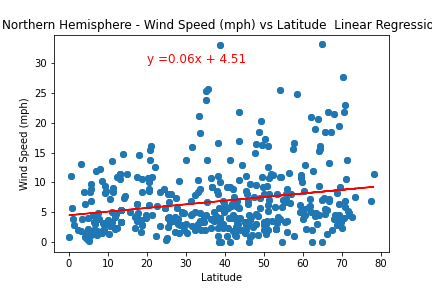 Northern Hemisphere - Wind Speed (mph) vs Latitude Linear Regressio
y =0.06x + 4.51
Wind Speed (mph)
30
25
20
15
10
5
0
0 10 20 30 40 50 60 70 80
Latitude